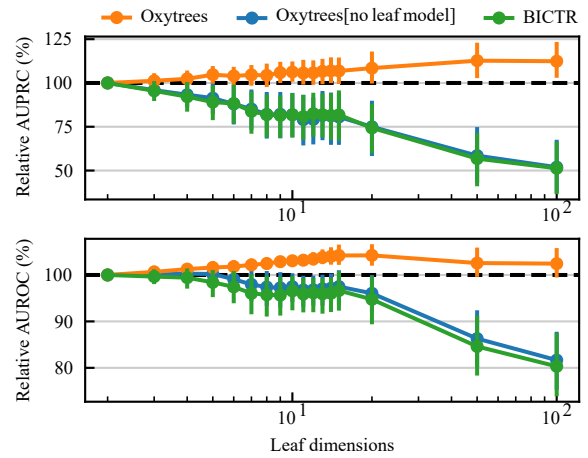 Oxytrees Oxytrees[no leaf model] BICTR
Relative AUPRC (%)
125
100
75
50
10¹ 10²
Relative AUROC (%)
100
90
80
10¹ 10²
Leaf dimensions